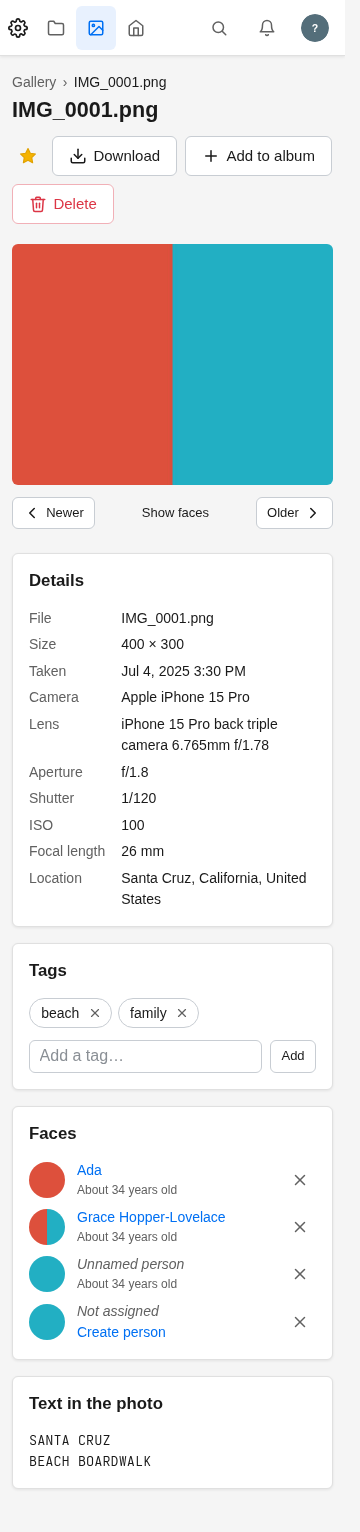 ?
Gallery › IMG_0001.png
IMG_0001.png
Download
Add to album
Delete
Newer
Show faces
Older
Details
File IMG_0001.png
Size 400 × 300
Taken Jul 4, 2025 3:30 PM
Camera Apple iPhone 15 Pro
Lens iPhone 15 Pro back triple
camera 6.765mm f/1.78
Aperture f/1.8
Shutter 1/120
ISO 100
Focal length 26 mm
Location Santa Cruz, California, United
States
Tags
beach
family
Add a tag…
Add
Faces
Ada
About 34 years old
Grace Hopper-Lovelace
About 34 years old
Unnamed person
About 34 years old
Not assigned
Create person
Text in the photo
SANTA CRUZ
BEACH BOARDWALK